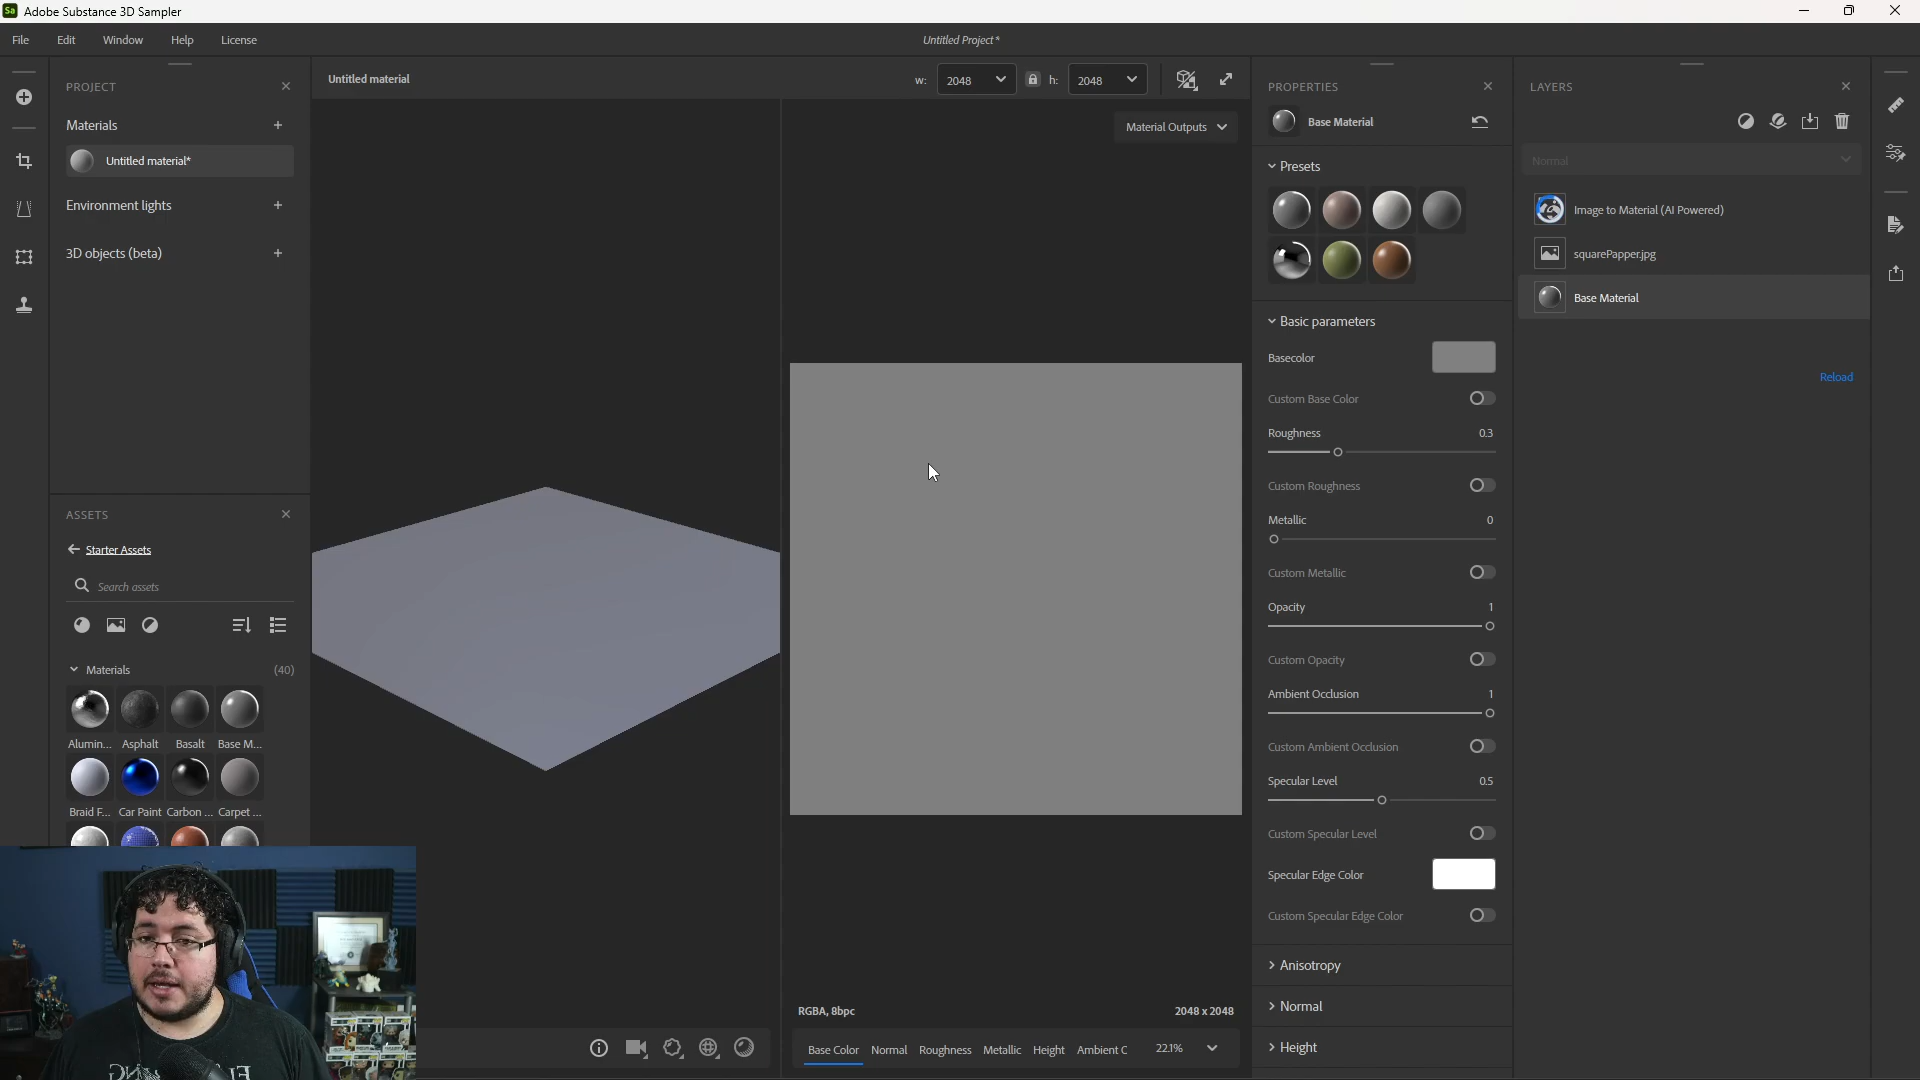 Adobe Substance 3D Sampler
File Edit Window Help License
Untitled Project*
PROJECT
Materials
Untitled material*
Environment lights
3D objects (beta)
ASSETS
Starter Assets
Search assets
Materials (40)
Alumin... Asphalt Basalt Base M...
Braid F... Car Paint Carbon ... Carpet ...
Untitled material
w: 2048 h: 2048
Material Outputs
RGBA, 8bpc
2048 x 2048
Base Color Normal Roughness Metallic Height Ambient C 22.1%
PROPERTIES
Base Material
Presets
Basic parameters
Basecolor
Custom Base Color
Roughness 0.3
Custom Roughness
Metallic 0
Custom Metallic
Opacity 1
Custom Opacity
Ambient Occlusion 1
Custom Ambient Occlusion
Specular Level 0.5
Custom Specular Level
Specular Edge Color
Custom Specular Edge Color
Anisotropy
Normal
Height
LAYERS
Normal
Image to Material (AI Powered)
squarePapper.jpg
Base Material
Reload